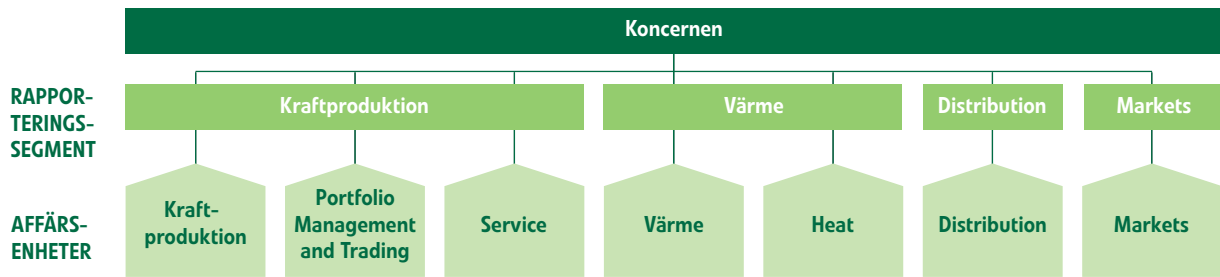 Koncernen
RAPPOR-
TERINGS-
SEGMENT
Kraftproduktion
Värme
Distribution
Markets
AFFÄRS-
ENHETER
Kraft-
produktion
Portfolio
Management
and Trading
Service
Värme
Heat
Distribution
Markets